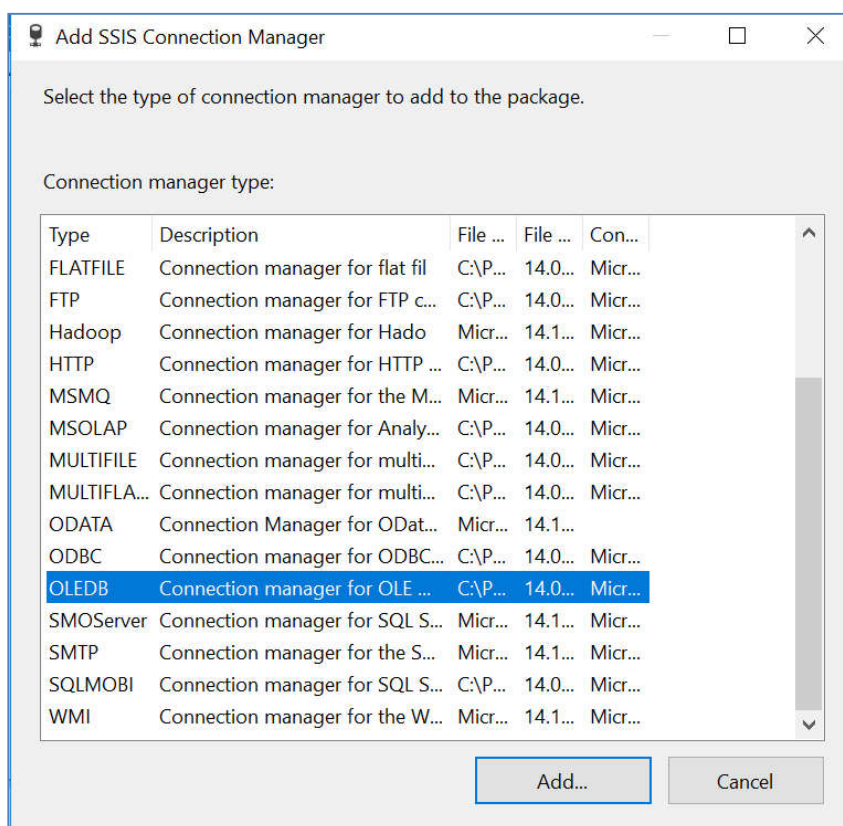 Add SSIS Connection Manager
Select the type of connection manager to add to the package.
Connection manager type:
Type Description File ... File ... Con...
FLATFILE Connection manager for flat fil C:\P... 14.0... Micr...
FTP Connection manager for FTP c... C:\P... 14.0... Micr...
Hadoop Connection manager for Hado Micr... 14.1... Micr...
HTTP Connection manager for HTTP ... C:\P... 14.0... Micr...
MSMQ Connection manager for the M... Micr... 14.1... Micr...
MSOLAP Connection manager for Analy... C:\P... 14.0... Micr...
MULTIFILE Connection manager for multi... C:\P... 14.0... Micr...
MULTIFLA... Connection manager for multi... C:\P... 14.0... Micr...
ODATA Connection Manager for ODat... Micr... 14.1...
ODBC Connection manager for ODBC... C:\P... 14.0... Micr...
OLEDB Connection manager for OLE ... C:\P... 14.0... Micr...
SMOServer Connection manager for SQL S... Micr... 14.1... Micr...
SMTP Connection manager for the S... Micr... 14.1... Micr...
SQLMOBI Connection manager for SQL S... C:\P... 14.0... Micr...
WMI Connection manager for the W... Micr... 14.1... Micr...
Add... Cancel